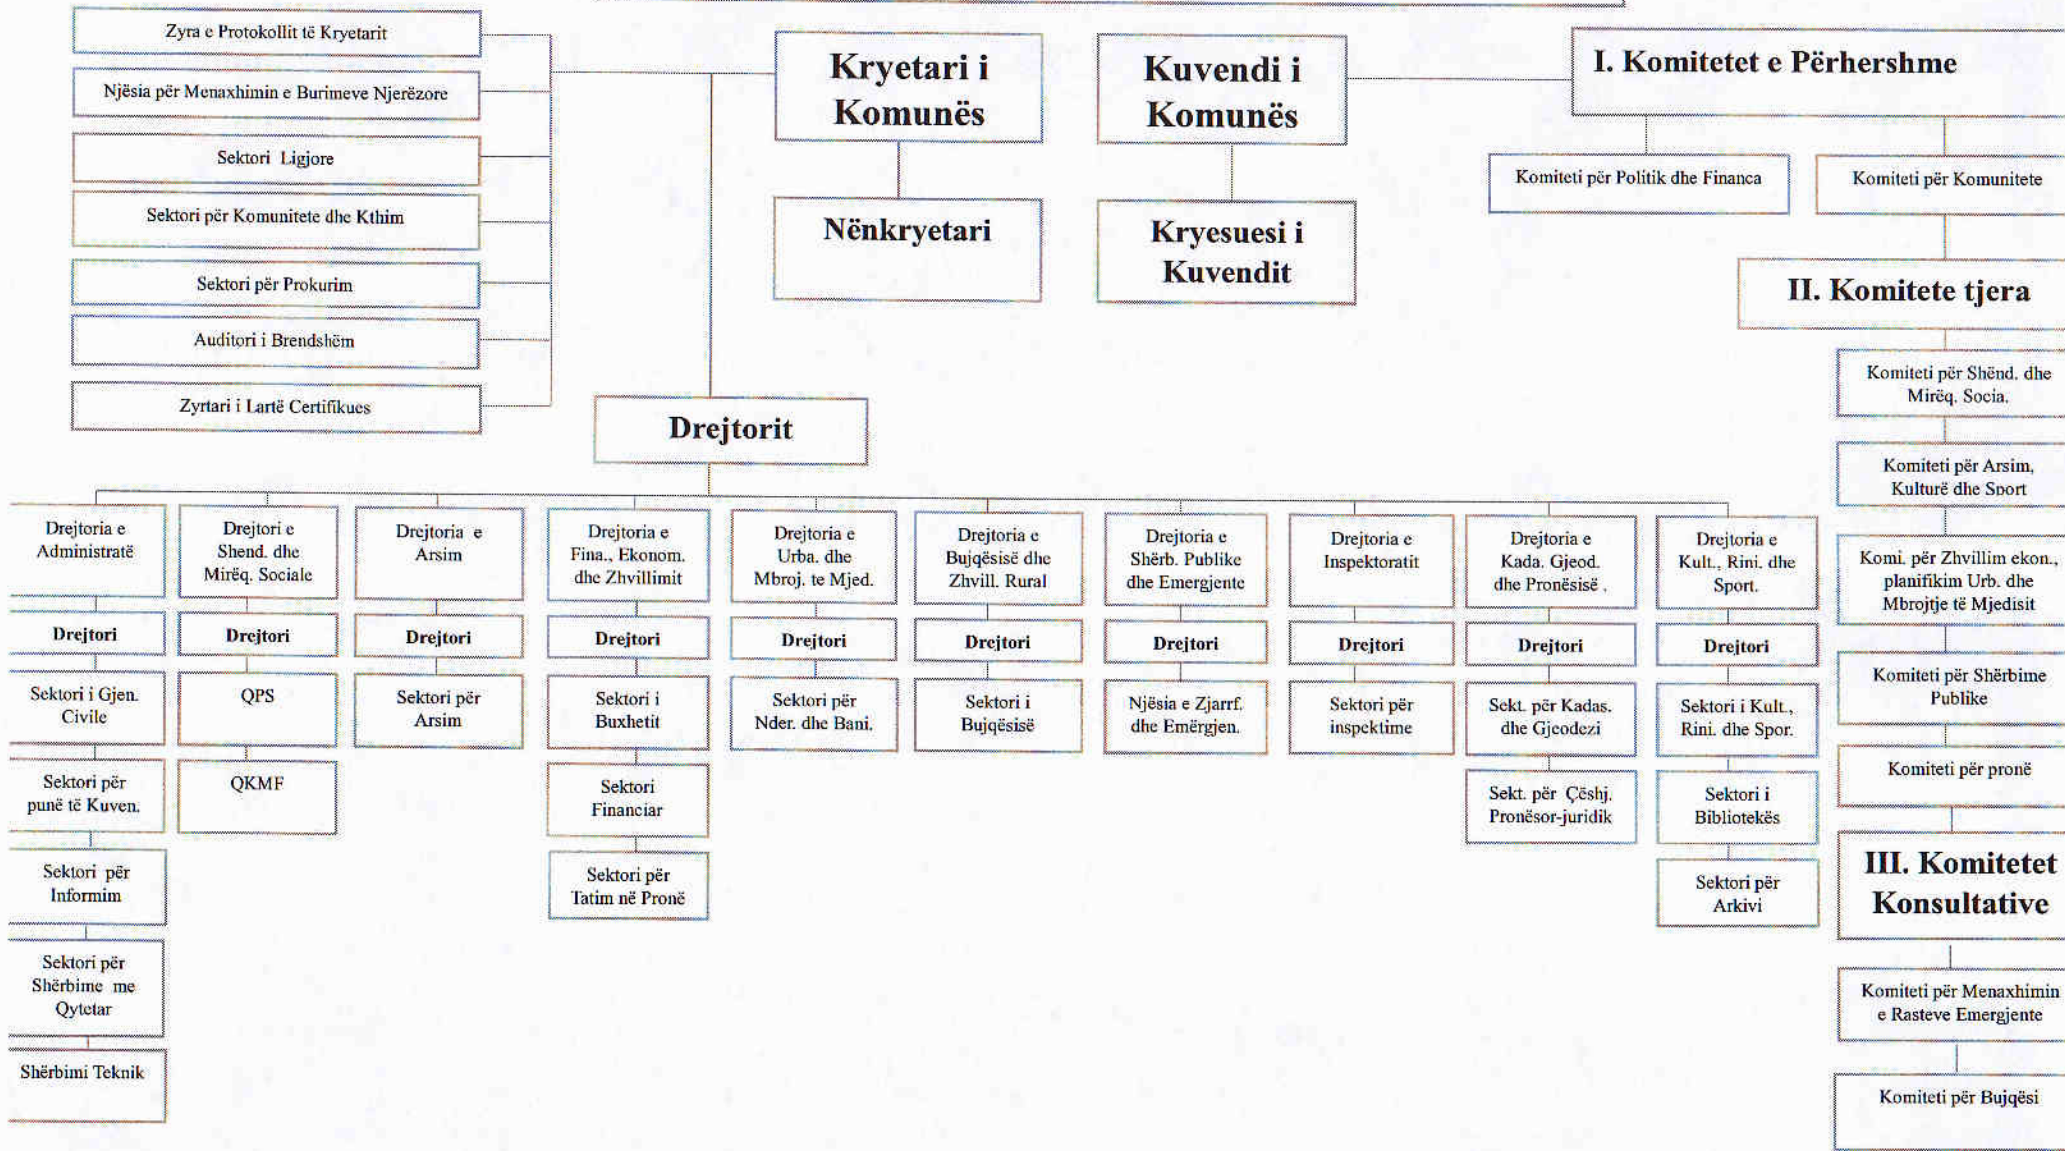 Zyra e Protokollit të Kryetarit
Njësia për Menaxhimin e Burimeve Njerëzore
Sektori Ligjore
Sektori për Komunitete dhe Kthim
Sektori për Prokurim
Auditori i Brendshëm
Zyrtari i Lartë Certifikues
Kryetari i
Komunës
Nënkryetari
Kuvendi i
Komunës
Kryesuesi i
Kuvendit
I. Komitetet e Përhershme
Komiteti për Politik dhe Financa
Komiteti për Komunitete
II. Komitete tjera
Komiteti për Shënd. dhe
Mirëq. Socia.
Komiteti për Arsim,
Kulturë dhe Sport
Komi. për Zhvillim ekon.,
planifikim Urb. dhe
Mbrojtje të Mjedisit
Komiteti për Shërbime
Publike
Komiteti për pronë
III. Komitetet
Konsultative
Komiteti për Menaxhimin
e Rasteve Emergjente
Komiteti për Bujqësi
Drejtorit
Drejtoria e
Administratë
Drejtori
Sektori i Gjen.
Civile
Sektori për
punë të Kuven.
Sektori për
Informim
Sektori për
Shërbime me
Qytetar
Shërbimi Teknik
Drejtori e
Shend. dhe
Mirëq. Sociale
Drejtori
QPS
QKMF
Drejtoria e
Arsim
Drejtori
Sektori për
Arsim
Drejtoria e
Fina., Ekonom.
dhe Zhvillimit
Drejtori
Sektori i
Buxhetit
Sektori
Financiar
Sektori për
Tatim në Pronë
Drejtoria e
Urba. dhe
Mbroj. te Mjed.
Drejtori
Sektori për
Nder. dhe Bani.
Drejtoria e
Bujqësisë dhe
Zhvill. Rural
Drejtori
Sektori i
Bujqësisë
Drejtoria e
Shërb. Publike
dhe Emergjente
Drejtori
Njësia e Zjarrf.
dhe Emërgjen.
Drejtoria e
Inspektoratit
Drejtori
Sektori për
inspektime
Drejtoria e
Kada. Gjeod.
dhe Pronësisë .
Drejtori
Sekt. për Kadas.
dhe Gjeodezi
Sekt. për Çështj.
Pronësor-juridik
Drejtoria e
Kult., Rini. dhe
Sport.
Drejtori
Sektori i Kult.,
Rini. dhe Spor.
Sektori i
Bibliotekës
Sektori për
Arkivi